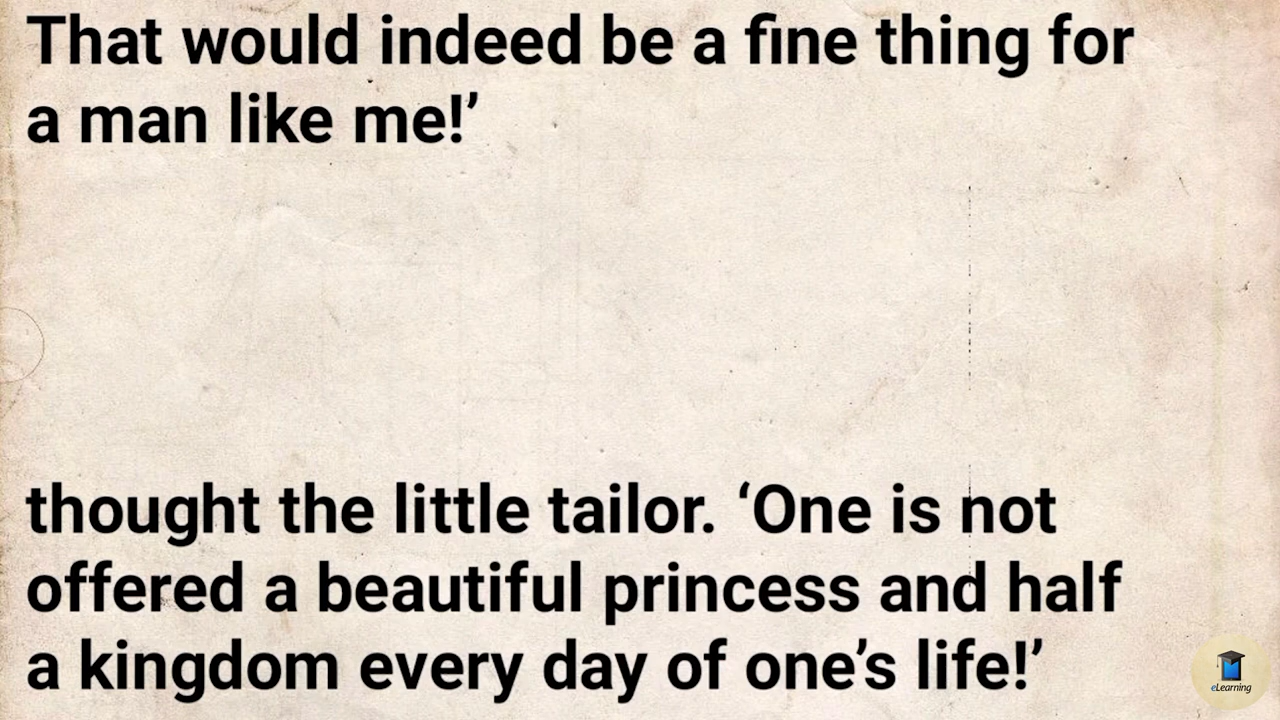 That would indeed be a fine thing for
a man like me!’
thought the little tailor. ‘One is not
offered a beautiful princess and half
a kingdom every day of one’s life!’
eLearning